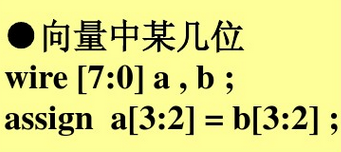 ●向量中某几位
wire [7:0] a , b ;
assign  a[3:2] = b[3:2] ;